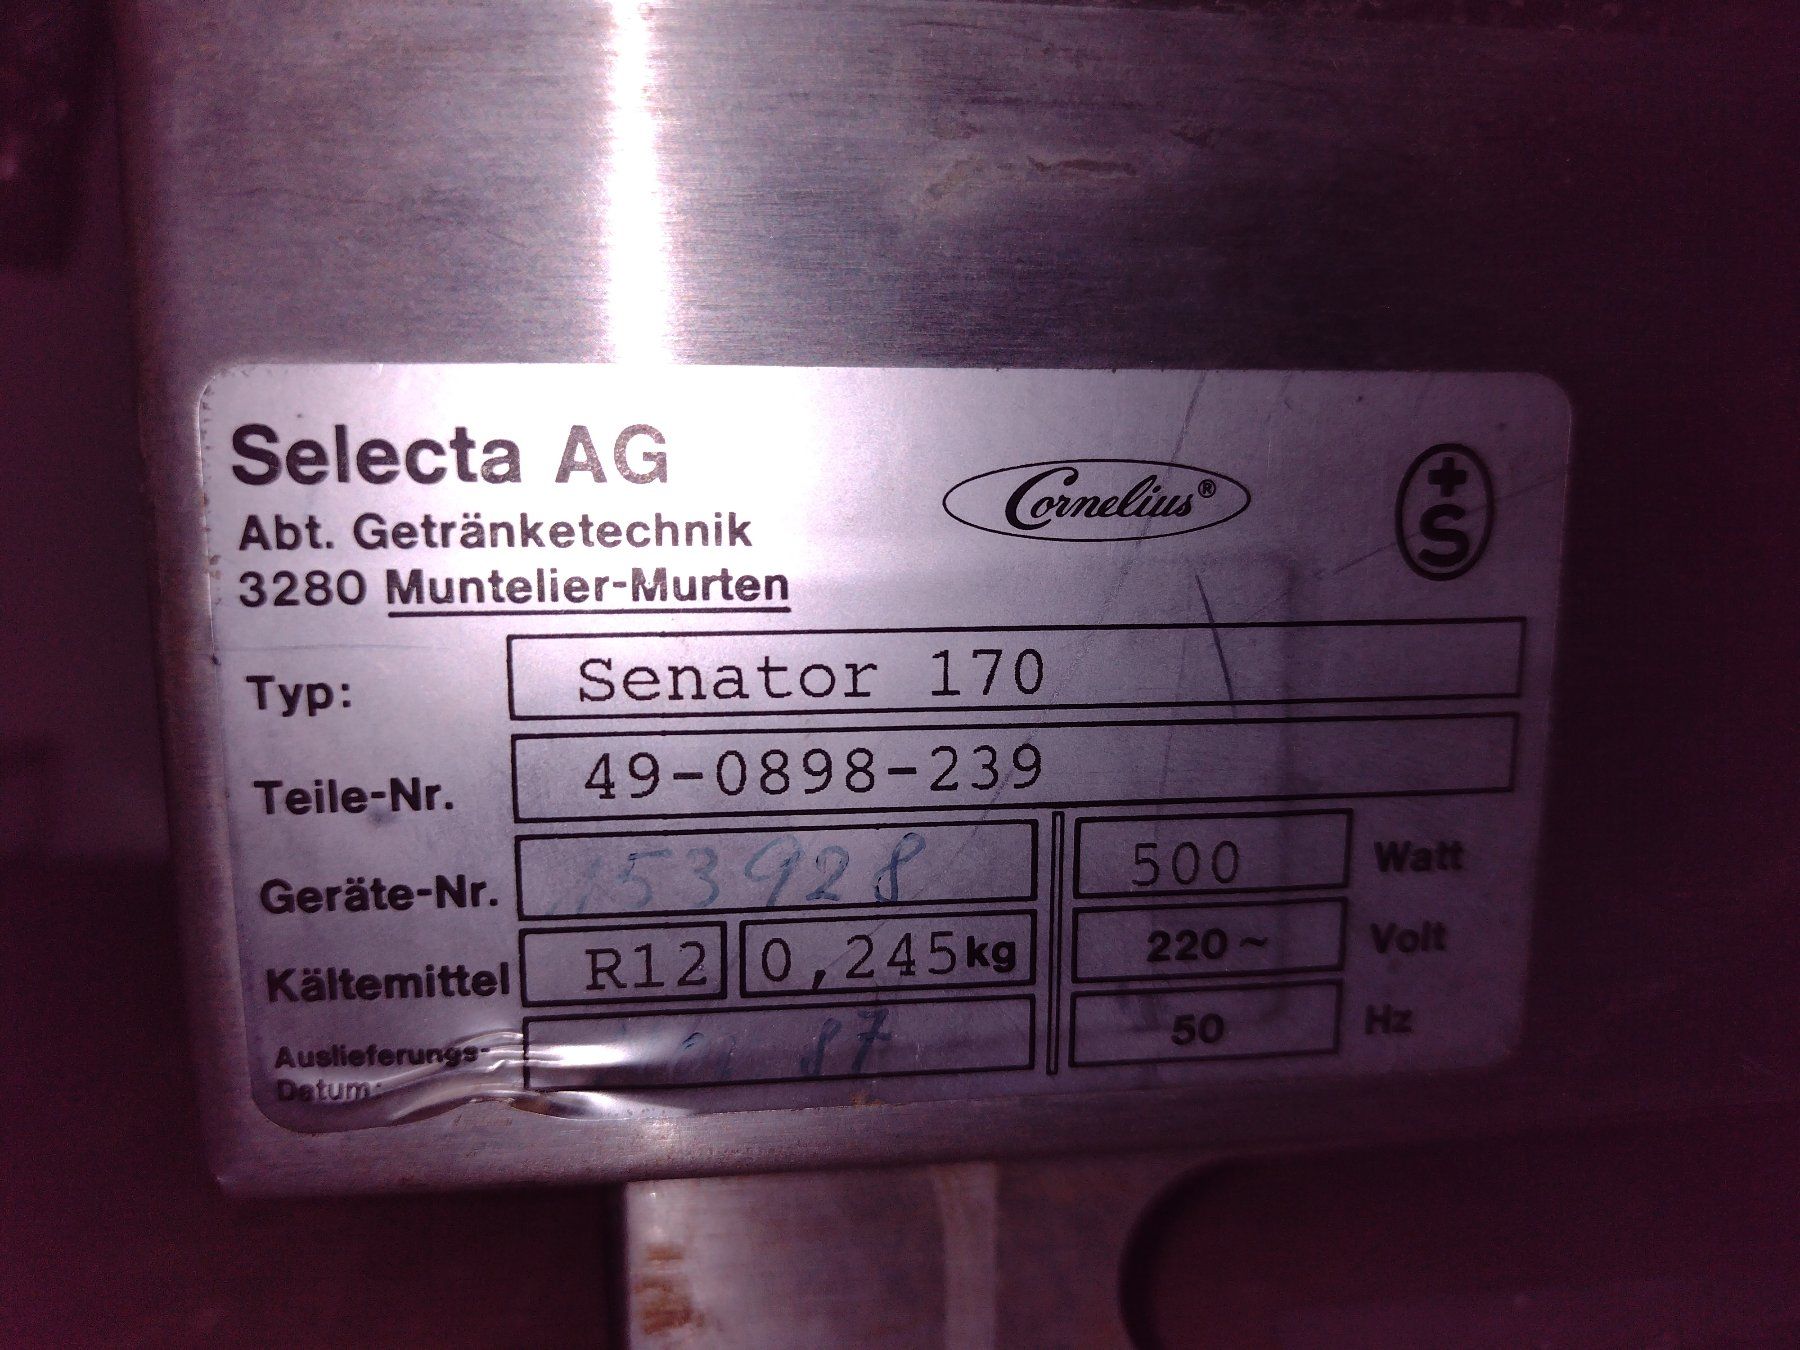 Selecta AG
Abt. Getränketechnik
3280 Muntelier-Murten
Cornelius®
+S
Typ: Senator 170
Teile-Nr. 49-0898-239
Geräte-Nr. 153928 500 Watt
Kältemittel R12 0,245kg 220~ Volt
Auslieferungs-
Datum: 87 50 Hz